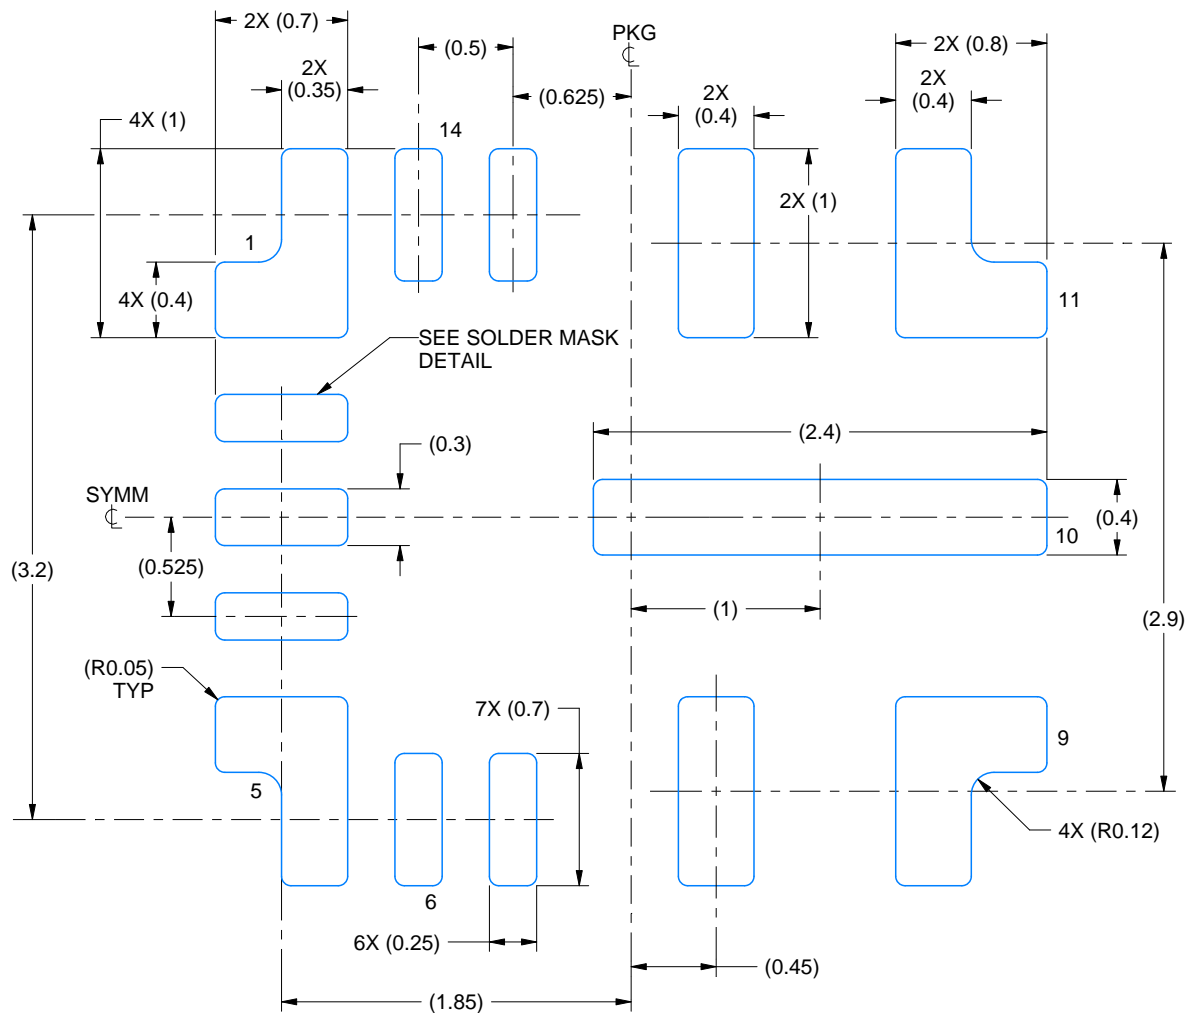 2X (0.7)
(0.5)
PKG
2X (0.8)
2X
(0.35)
(0.625)
2X
(0.4)
2X
(0.4)
4X (1)
14
2X (1)
1
4X (0.4)
11
SEE SOLDER MASK
DETAIL
(2.4)
(0.3)
SYMM
(0.4)
10
(0.525)
(3.2)
(1)
(2.9)
(R0.05)
TYP
7X (0.7)
9
5
4X (R0.12)
6
6X (0.25)
(0.45)
(1.85)